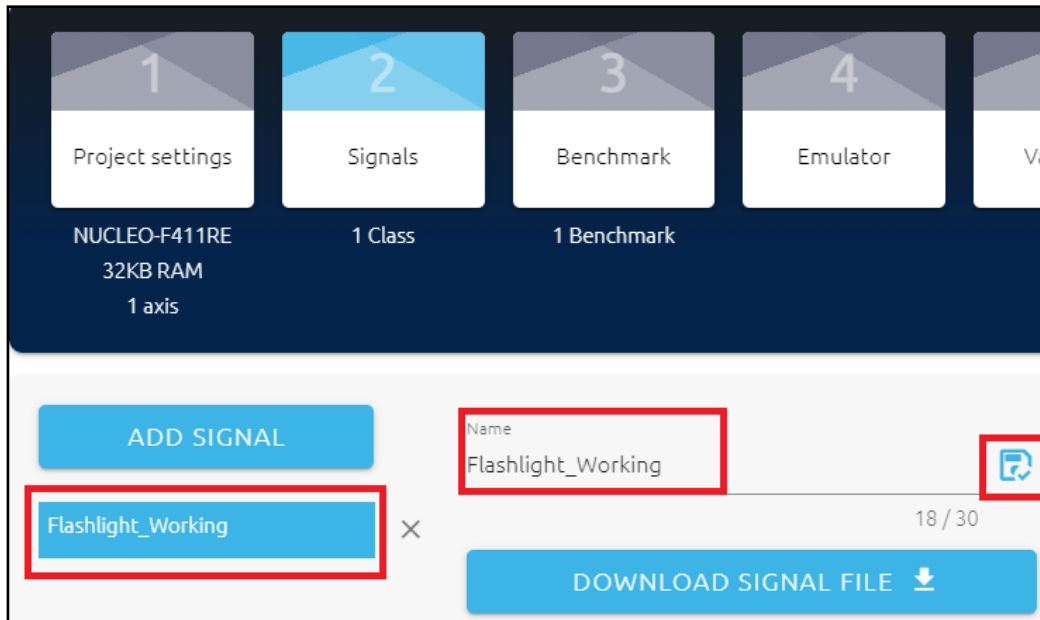 1
2
3
4
Project settings
Signals
Benchmark
Emulator
NUCLEO-F411RE
32KB RAM
1 axis
1 Class
1 Benchmark
ADD SIGNAL
Name
Flashlight_Working
Flashlight_Working
18 / 30
DOWNLOAD SIGNAL FILE